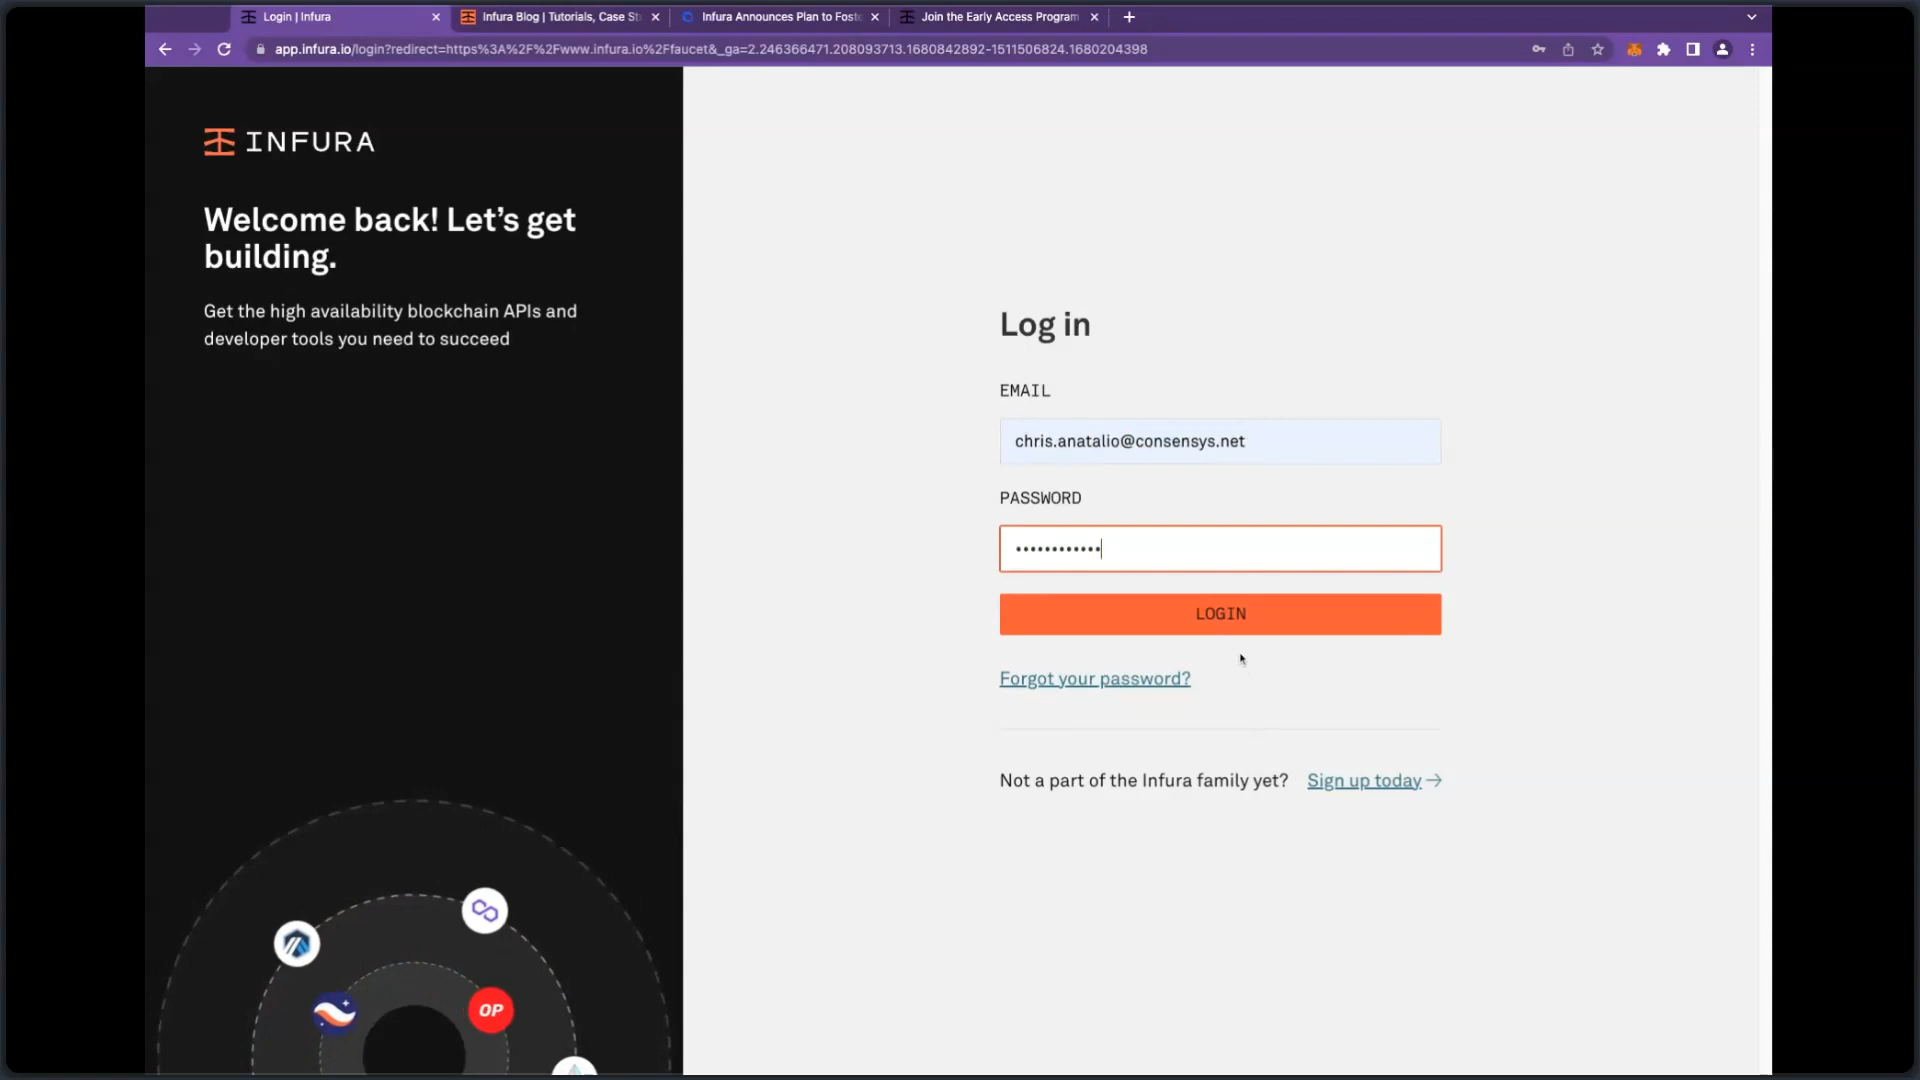 Login | Infura
Infura Blog | Tutorials, Case St
Infura Announces Plan to Foste
Join the Early Access Program
app.infura.io/login?redirect=https%3A%2F%2Fwww.infura.io%2Ffaucet&_ga=2.246366471.208093713.1680842892-1511506824.1680204398
INFURA
Welcome back! Let’s get
building.
Get the high availability blockchain APIs and
developer tools you need to succeed
Log in
EMAIL
chris.anatalio@consensys.net
PASSWORD
••••••••••••
LOGIN
Forgot your password?
Not a part of the Infura family yet? Sign up today →
OP